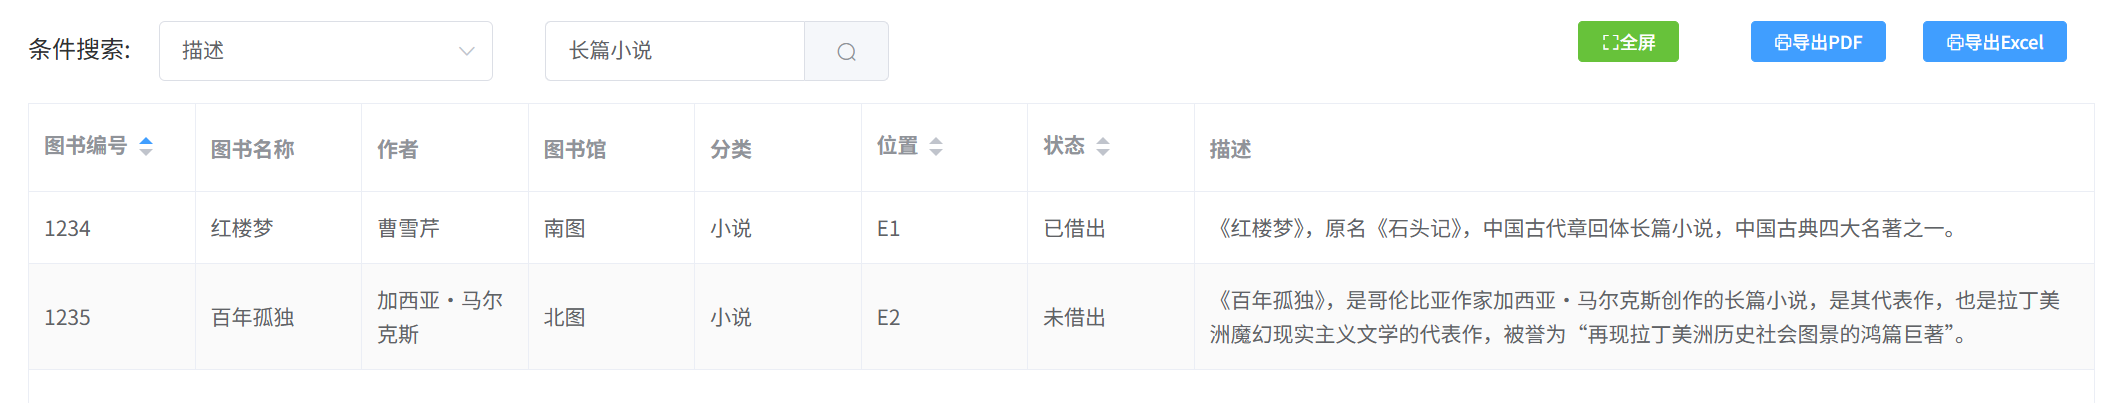 条件搜索: 描述 长篇小说 全屏 导出PDF 导出Excel
图书编号 图书名称 作者 图书馆 分类 位置 状态 描述
1234 红楼梦 曹雪芹 南图 小说 E1 已借出 《红楼梦》，原名《石头记》，中国古代章回体长篇小说，中国古典四大名著之一。
1235 百年孤独 加西亚·马尔 北图 小说 E2 未借出 《百年孤独》，是哥伦比亚作家加西亚·马尔克斯创作的长篇小说，是其代表作，也是拉丁美
克斯 洲魔幻现实主义文学的代表作，被誉为“再现拉丁美洲历史社会图景的鸿篇巨著”。